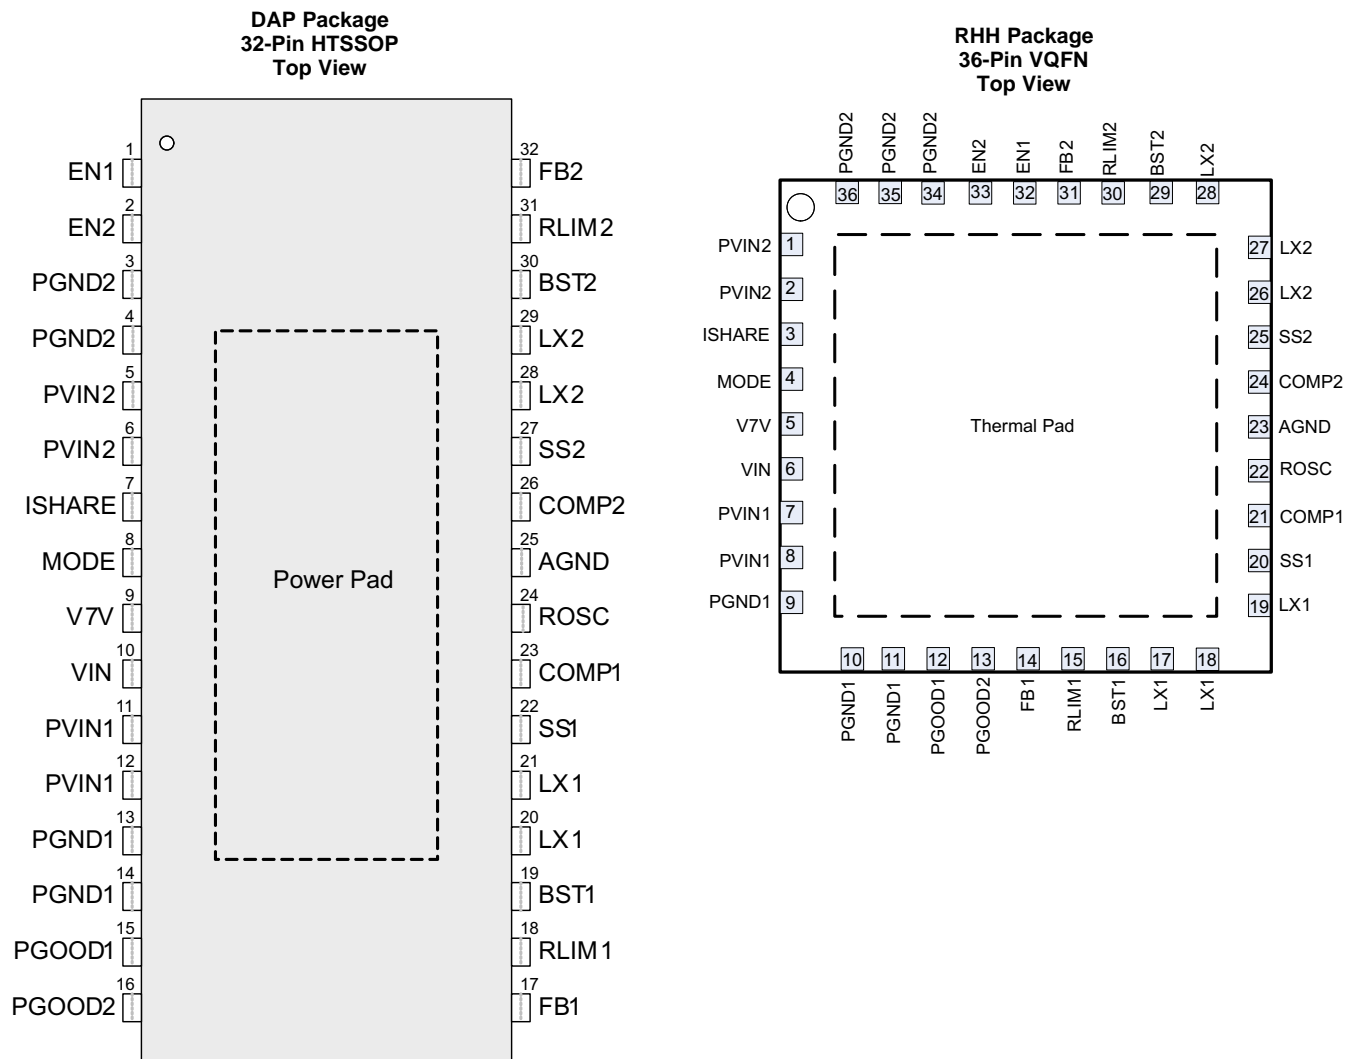 DAP Package
32-Pin HTSSOP
Top View
1
EN1
2
EN2
3
PGND2
4
PGND2
5
PVIN2
6
PVIN2
7
ISHARE
8
MODE
9
V7V
10
VIN
11
PVIN1
12
PVIN1
13
PGND1
14
PGND1
15
PGOOD1
16
PGOOD2
Power Pad
32
FB2
31
RLIM2
30
BST2
29
LX2
28
LX2
27
SS2
26
COMP2
25
AGND
24
ROSC
23
COMP1
22
SS1
21
LX1
20
LX1
19
BST1
18
RLIM1
17
FB1
RHH Package
36-Pin VQFN
Top View
PGND2
PGND2
PGND2
EN2
EN1
FB2
RLIM2
BST2
LX2
36 35 34 33 32 31 30 29 28
PVIN2 1
PVIN2 2
ISHARE 3
MODE 4
V7V 5
VIN 6
PVIN1 7
PVIN1 8
PGND1 9
Thermal Pad
27 LX2
26 LX2
25 SS2
24 COMP2
23 AGND
22 ROSC
21 COMP1
20 SS1
19 LX1
10 11 12 13 14 15 16 17 18
PGND1
PGND1
PGOOD1
PGOOD2
FB1
RLIM1
BST1
LX1
LX1